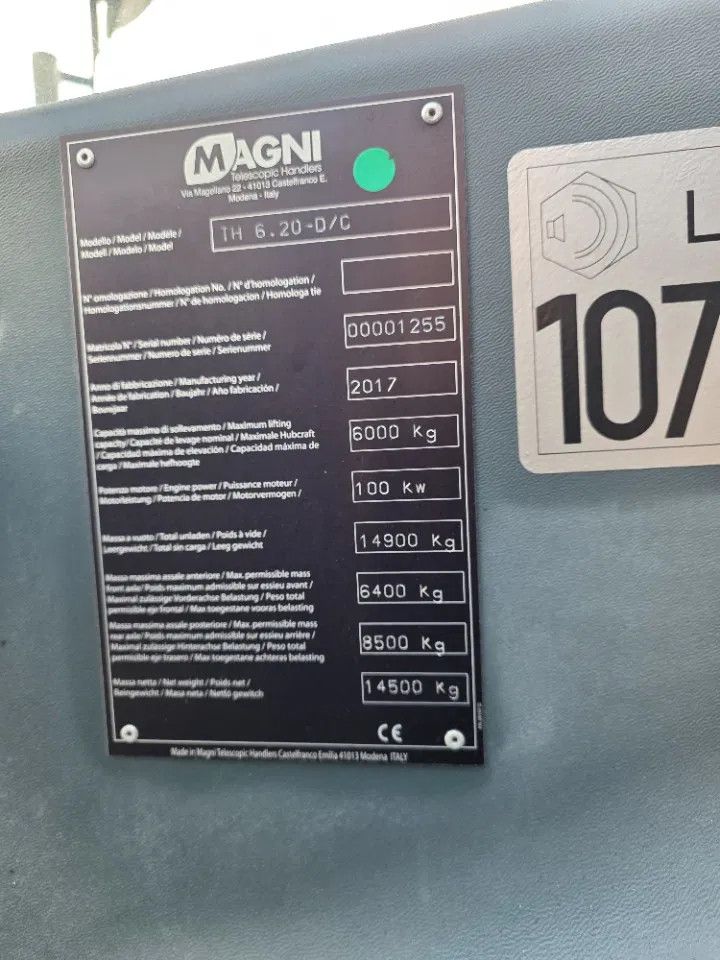 MAGNI
Telescopic Handlers
Via Magellano 22 - 41013 Castelfranco E.
Modena - Italy
Modello / Model / Modèle /
Modell / Modelo / Model
TH 6.20-D/C
N° omologazione / Homologation No. / N° d'homologation /
Homologationsnummer / N° de homologacion / Homologa tie
Matricola N° / Serial number / Numéro de série /
Seriennummer / Numero de serie / Serienummer
00001255
Anno di fabbricazione / Manufacturing year /
Année de fabrication / Baujahr / Año fabricación /
Bouwjaar
2017
Capacità massima di sollevamento / Maximum lifting
capacity/ Capacité de levage nominal / Maximale Hubcraft
/ Capacidad máxima de elevación / Capacidad máxima de
carga / Maximale hefhoogte
6000 Kg
Potenza motore / Engine power / Puissance moteur /
Motorleistung / Potencia de motor / Motorvermogen /
100 Kw
Massa a vuoto / Total unladen / Poids à vide /
Leergewicht / Total sin carga / Leeg gewicht
14900 Kg
Massa massima assale anteriore / Max. permissible mass
front axle/ Poids maximum admissible sur essieu avant /
Maximal zulässige Vorderachse Belastung / Peso total
permissible eje frontal / Max toegestane vooras belasting
6400 Kg
Massa massima assale posteriore / Max. permissible mass
rear axle/ Poids maximum admissible sur essieu arrière /
Maximal zulässige Hinterachse Belastung / Peso total
permissible eje trasero / Max toegestane achteras belasting
8500 Kg
Massa netta / Net weight / Poids net /
Reingewicht / Masa neta / Netto gewitch
14500 Kg
CE
Made in Magni Telescopic Handlers Castelfranco Emilia 41013 Modena ITALY
L
107